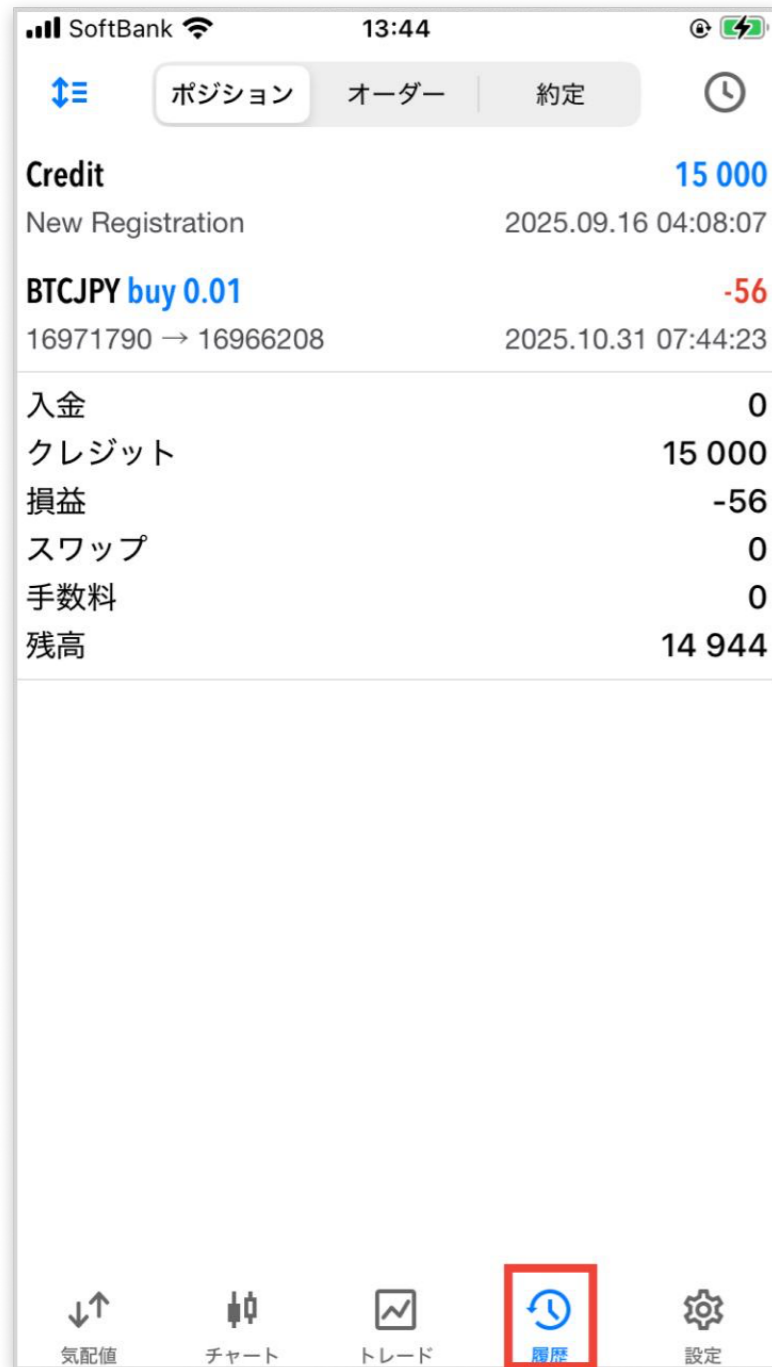 SoftBank 13:44
ポジション オーダー 約定
Credit 15 000
New Registration 2025.09.16 04:08:07
BTCJPY buy 0.01 -56
16971790 → 16966208 2025.10.31 07:44:23
入金 0
クレジット 15 000
損益 -56
スワップ 0
手数料 0
残高 14 944
気配値 チャート トレード 履歴 設定